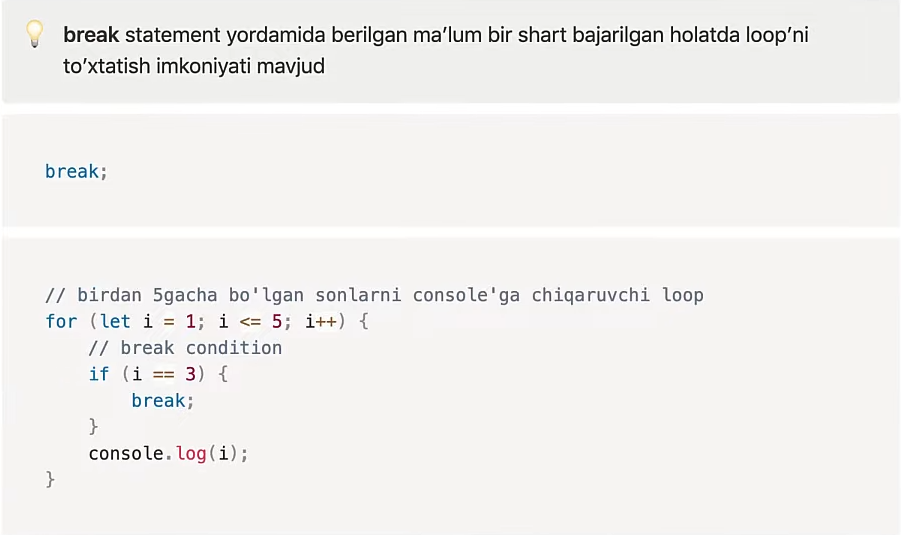 break statement yordamida berilgan ma’lum bir shart bajarilgan holatda loop’ni
to’xtatish imkoniyati mavjud
break;
// birdan 5gacha bo'lgan sonlarni console'ga chiqaruvchi loop
for (let i = 1; i <= 5; i++) {
    // break condition
    if (i == 3) {
        break;
    }
    console.log(i);
}